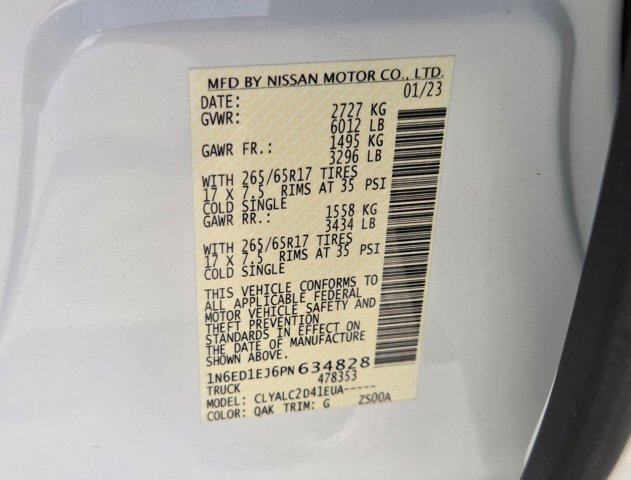 MFD BY NISSAN MOTOR CO., LTD.
DATE: 01/23
GVWR: 2727 KG
6012 LB
GAWR FR.: 1495 KG
3296 LB
WITH 265/65R17 TIRES
17 X 7.5 RIMS AT 35 PSI
COLD SINGLE
GAWR RR.: 1558 KG
3434 LB
WITH 265/65R17 TIRES
17 X 7.5 RIMS AT 35 PSI
COLD SINGLE
THIS VEHICLE CONFORMS TO
ALL APPLICABLE FEDERAL
MOTOR VEHICLE SAFETY AND
THEFT PREVENTION
STANDARDS IN EFFECT ON
THE DATE OF MANUFACTURE
SHOWN ABOVE.
1N6ED1EJ6PN634828
TRUCK 478353
MODEL: CLYALC2D41EUA-----
COLOR: QAK TRIM: G ZS00A